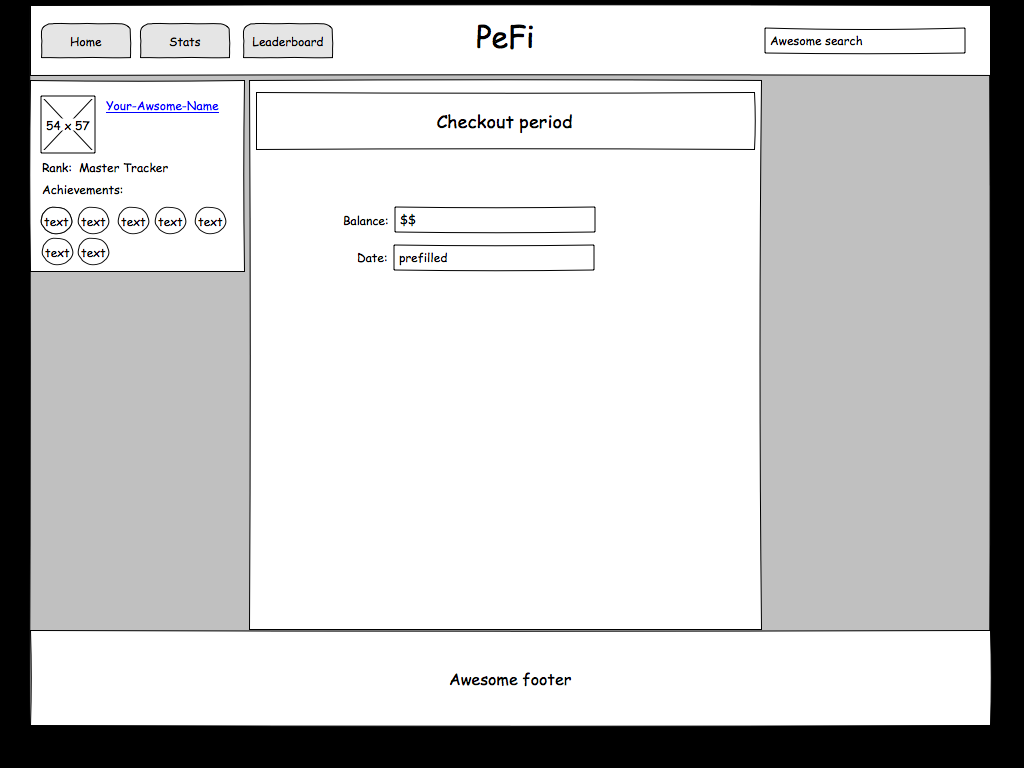 Home Stats Leaderboard PeFi Awesome search
54 x 57 Your-Awsome-Name
Rank: Master Tracker
Achievements:
text text text text text
text text
Checkout period
Balance: $$
Date: prefilled
Awesome footer